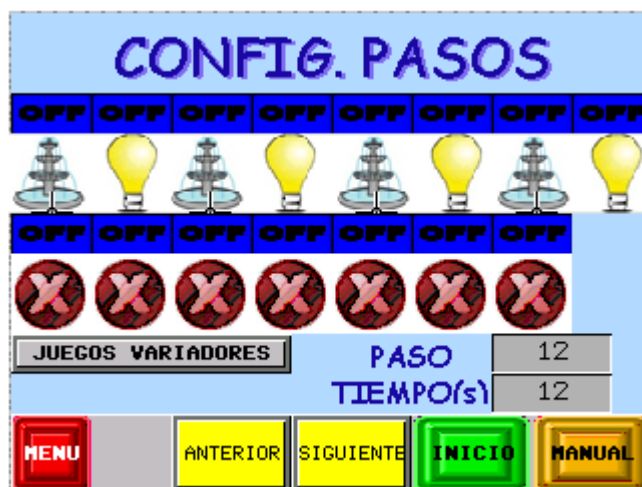 CONFIG. PASOS
OFF OFF OFF OFF OFF OFF OFF OFF
OFF OFF OFF OFF OFF OFF OFF
JUEGOS VARIADORES
PASO 12
TIEMPO(s) 12
MENU ANTERIOR SIGUIENTE INICIO MANUAL